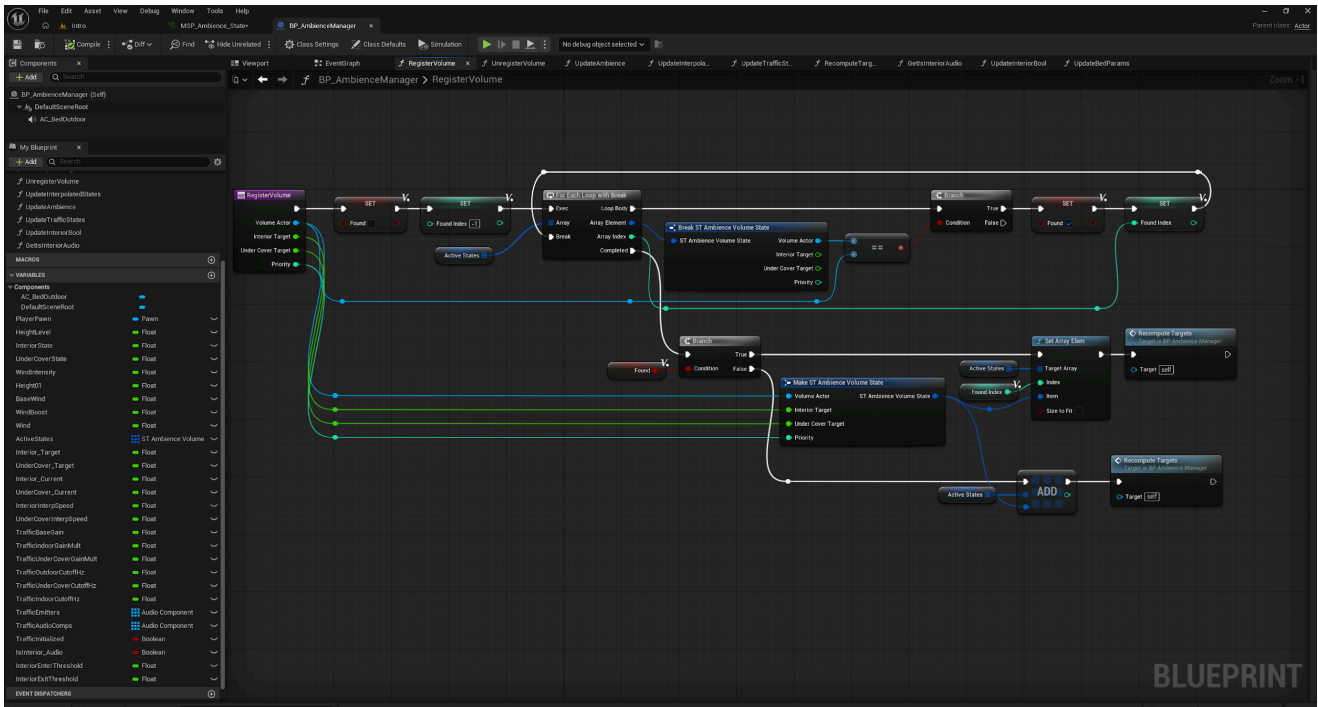 File Edit Asset View Debug Window Tools Help
Intro MSP_Ambience_State• BP_AmbienceManager
Parent class: Actor
Compile Diff Find Hide Unrelated Class Settings Class Defaults Simulation No debug object selected
Components
Viewport EventGraph RegisterVolume UnregisterVolume UpdateAmbience UpdateInterpola... UpdateTrafficSt... RecomputeTarg... GetIsInteriorAudio UpdateInteriorBool UpdateBedParams
+ Add Search
BP_AmbienceManager > RegisterVolume
Zoom -1
BP_AmbienceManager (Self)
DefaultSceneRoot
AC_BedOutdoor
My Blueprint
+ Add Search
UnregisterVolume
UpdateInterpolatedStates
UpdateAmbience
UpdateTrafficStates
UpdateInteriorBool
GetIsInteriorAudio
MACROS
VARIABLES
Components
AC_BedOutdoor
DefaultSceneRoot
PlayerPawn Pawn
HeightLevel Float
InteriorState Float
UnderCoverState Float
WindIntensity Float
Height01 Float
BaseWind Float
WindBoost Float
Wind Float
ActiveStates ST Ambience Volume
Interior_Target Float
UnderCover_Target Float
Interior_Current Float
UnderCover_Current Float
InteriorInterpSpeed Float
UnderCoverInterpSpeed Float
TrafficBaseGain Float
TrafficIndoorGainMult Float
TrafficUnderCoverGainMult Float
TrafficOutdoorCutoffHz Float
TrafficUnderCoverCutoffHz Float
TrafficIndoorCutoffHz Float
TrafficEmitters Audio Component
TrafficAudioComps Audio Component
TrafficInitialized Boolean
IsInterior_Audio Boolean
InteriorEnterThreshold Float
InteriorExitThreshold Float
EVENT DISPATCHERS
RegisterVolume
Volume Actor
Interior Target
Under Cover Target
Priority
SET
Found
SET
Found Index -1
Active States
For Each Loop with Break
Exec Loop Body
Array Array Element
Break Array Index
Completed
Break ST Ambience Volume State
ST Ambience Volume State Volume Actor
Interior Target
Under Cover Target
Priority
==
Branch
True
Condition False
SET
Found
SET
Found Index
Found
Branch
True
Condition False
Make ST Ambience Volume State
Volume Actor ST Ambience Volume State
Interior Target
Under Cover Target
Priority
Active States
Found Index
Set Array Elem
Target Array
Index
Item
Size to Fit
Recompute Targets
Target is BP Ambience Manager
Target self
Active States
ADD
Recompute Targets
Target is BP Ambience Manager
Target self
BLUEPRINT